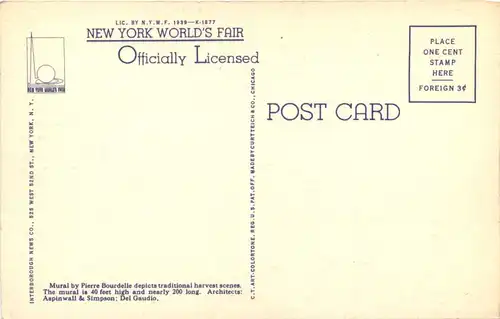 LIC. BY N.Y.W.F. 1939—K-1877
NEW YORK WORLD'S FAIR
Officially Licensed
NEW YORK WORLD'S FAIR
PLACE
ONE CENT
STAMP
HERE
FOREIGN 3¢
POST CARD
INTERBOROUGH NEWS CO., 625 WEST 52ND ST., NEW YORK, N. Y.
C.T. ART-COLORTONE, REG. U.S. PAT. OFF. MADE BY CURT TEICH & CO., CHICAGO
Mural by Pierre Bourdelle depicts traditional harvest scenes.
The mural is 40 feet high and nearly 200 long. Architects:
Aspinwall & Simpson; Del Gaudio.